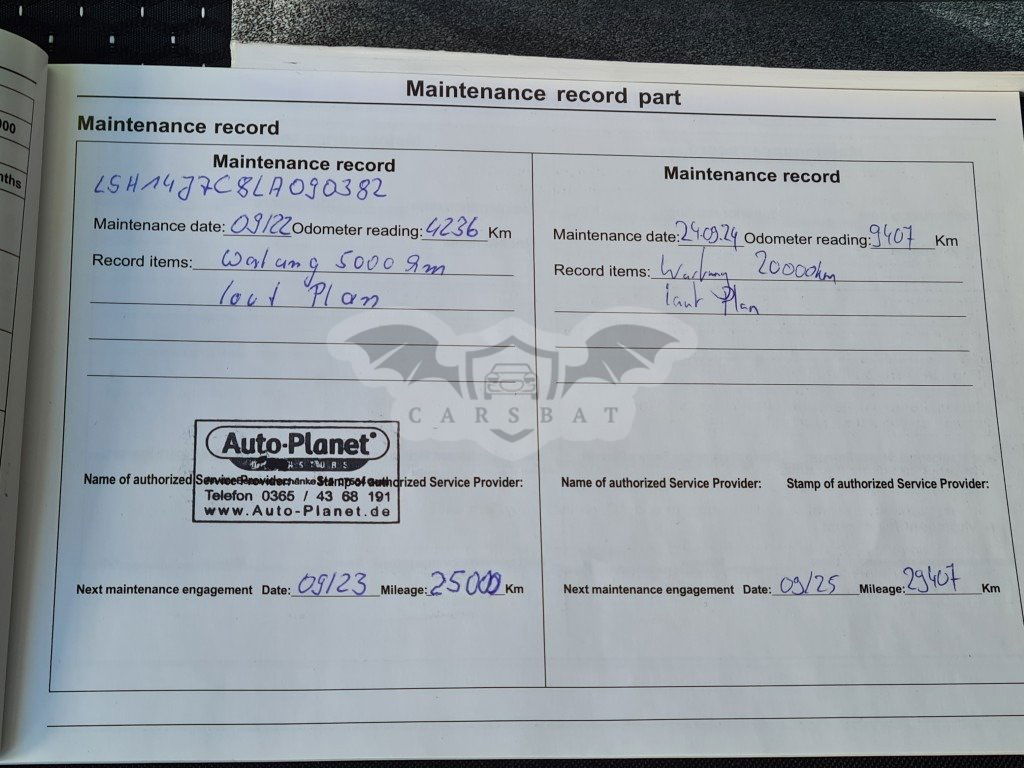 000
nths
Maintenance record part
Maintenance record
Maintenance record
LSH14J7C8LA090382
Maintenance date: 09/22 Odometer reading: 4236 Km
Record items: Wartung 5000 km
laut Plan
Auto-Planet
Name of authorized Service Provider: Stamp of authorized Service Provider:
Telefon 0365 / 43 68 191
www.Auto-Planet.de
Next maintenance engagement Date: 09/23 Mileage: 25000 Km
Maintenance record
Maintenance date: 24.09.24 Odometer reading: 9407 Km
Record items: Wartung 20000km
laut Plan
Name of authorized Service Provider: Stamp of authorized Service Provider:
Next maintenance engagement Date: 09/25 Mileage: 29407 Km
CARSBAT